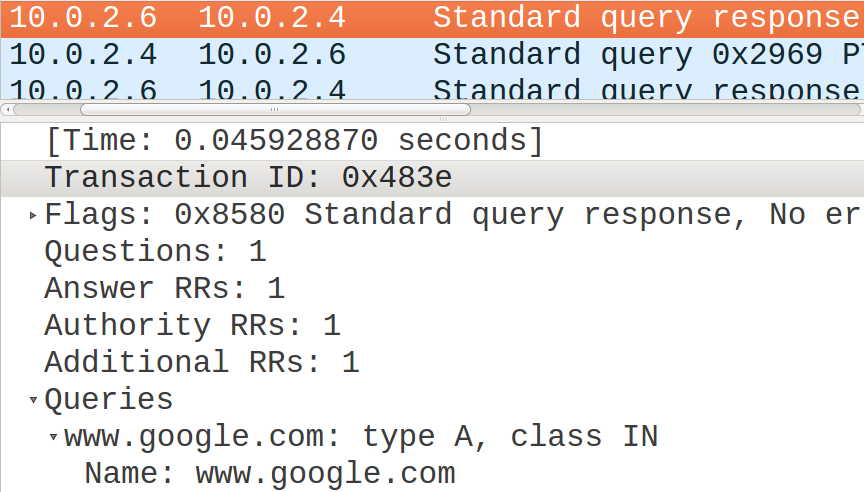 10.0.2.6 10.0.2.4 Standard query response
10.0.2.4 10.0.2.6 Standard query 0x2969
10.0.2.6 10.0.2.4 Standard query response
[Time: 0.045928870 seconds]
Transaction ID: 0x483e
Flags: 0x8580 Standard query response, No er
Questions: 1
Answer RRs: 1
Authority RRs: 1
Additional RRs: 1
Queries
www.google.com: type A, class IN
Name: www.google.com